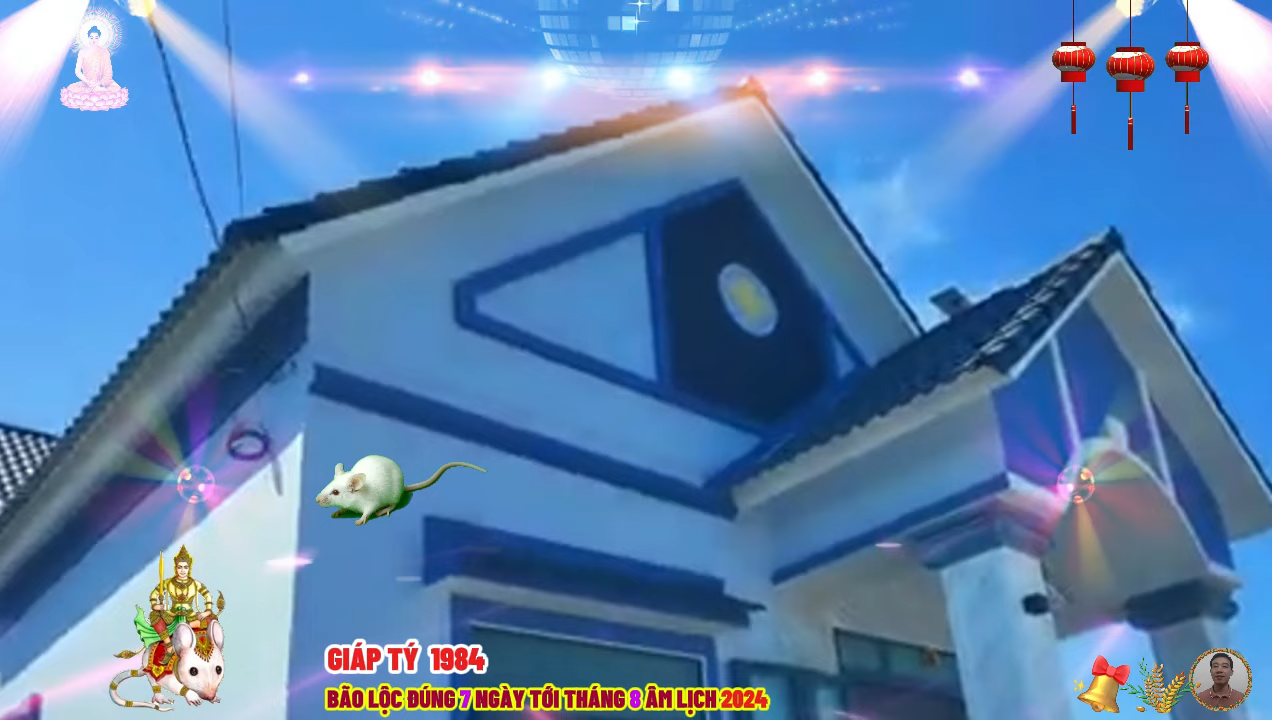 GIÁP TÝ 1984
BÃO LỘC ĐÚNG 7 NGÀY TỚI THÁNG 8 ÂM LỊCH 2024